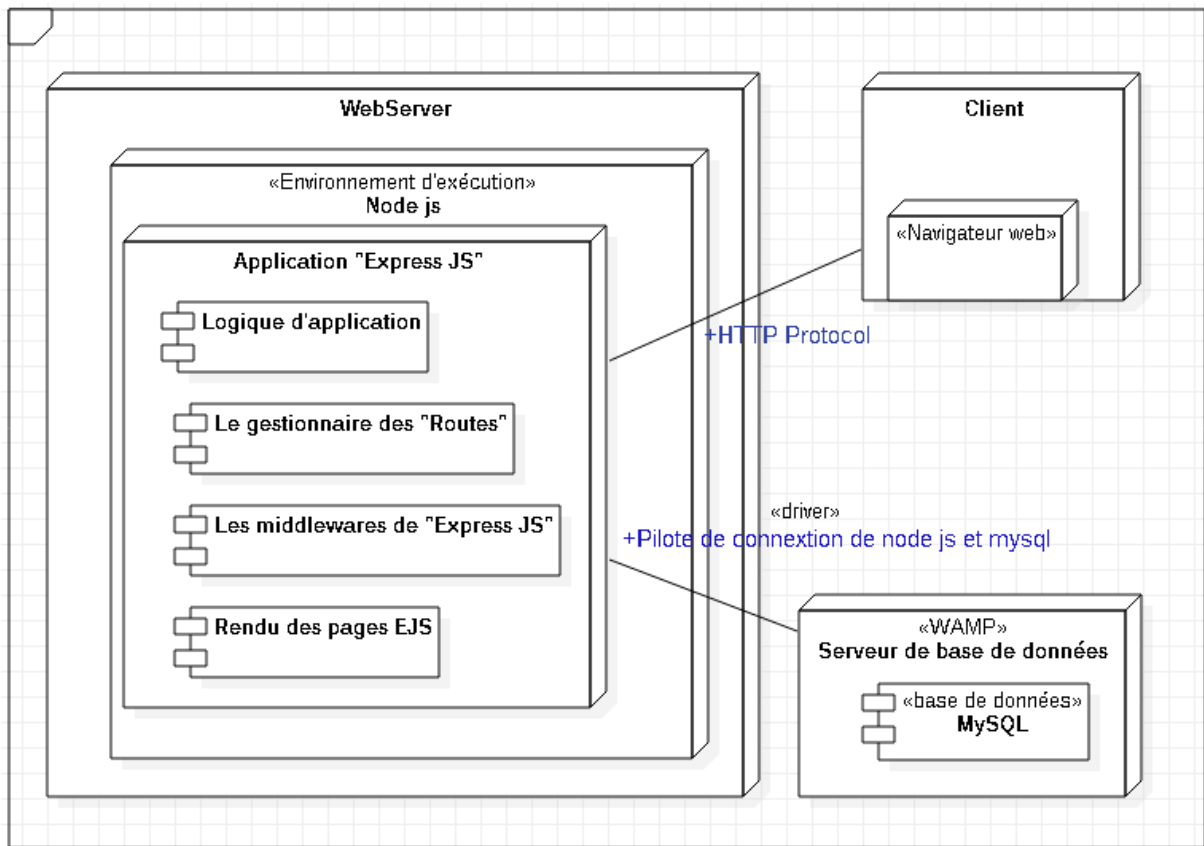 WebServer
«Environnement d'exécution»
Node js
Application "Express JS"
Logique d'application
Le gestionnaire des "Routes"
Les middlewares de "Express JS"
Rendu des pages EJS
Client
«Navigateur web»
+HTTP Protocol
«driver»
+Pilote de connextion de node js et mysql
«WAMP»
Serveur de base de données
«base de données»
MySQL